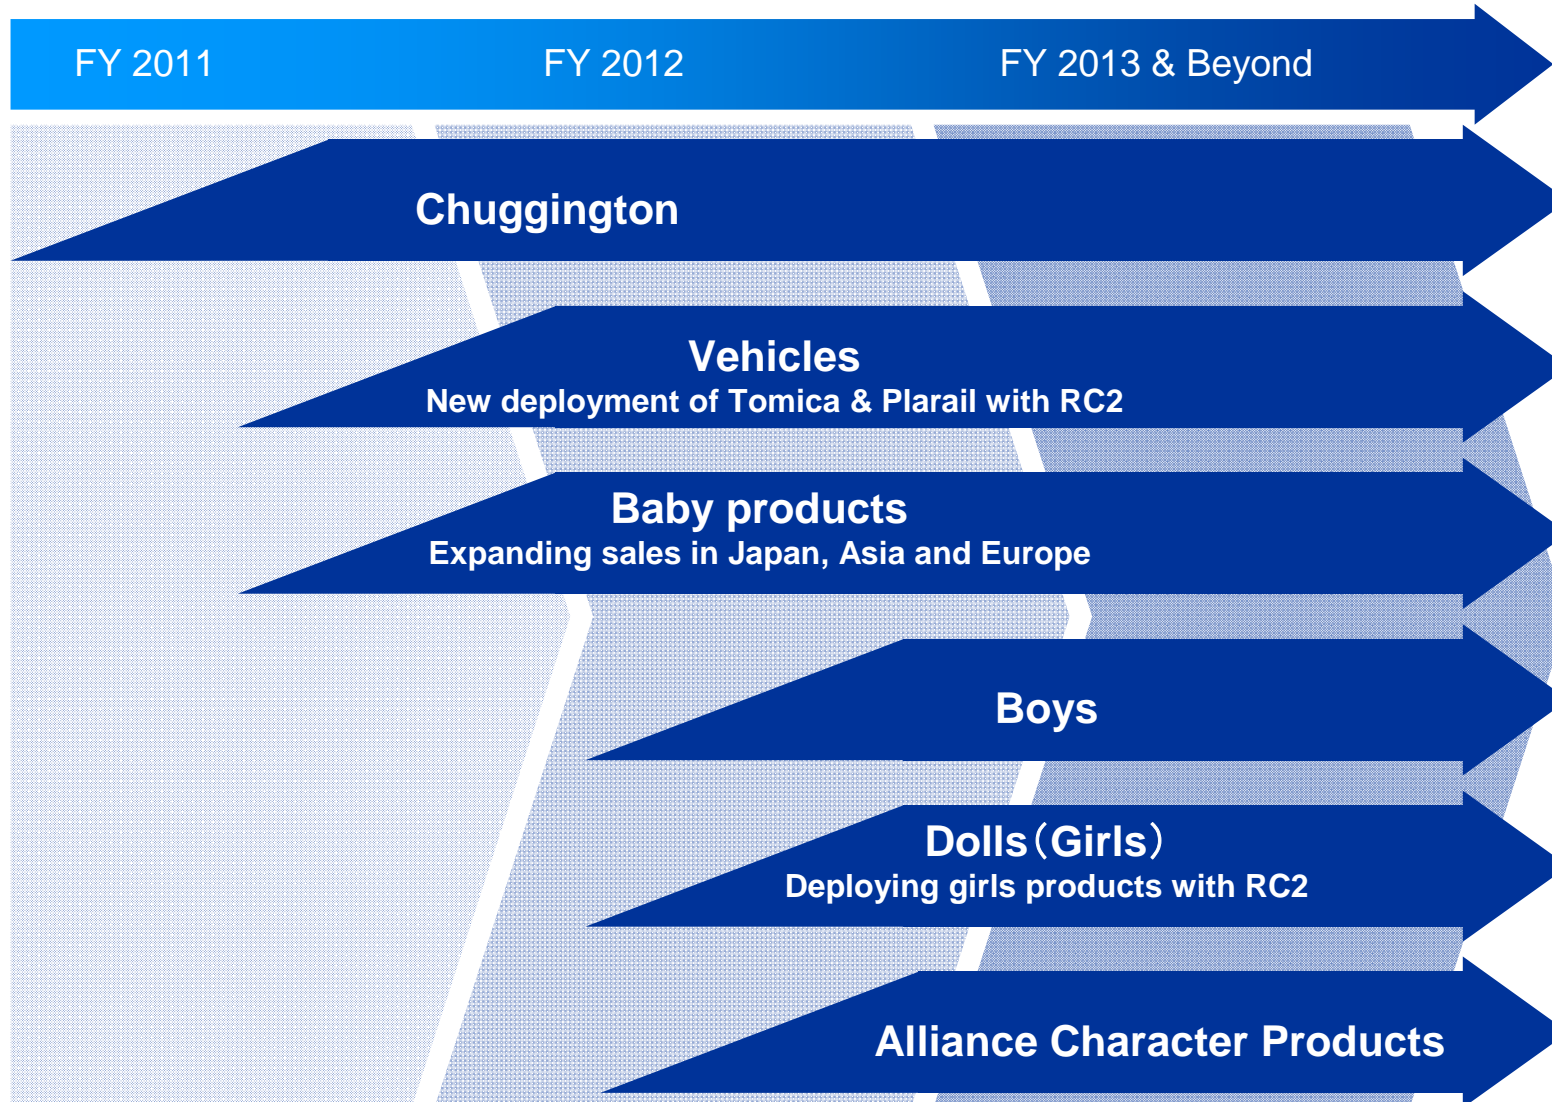 FY 2011 FY 2012 FY 2013 & Beyond
Chuggington
Vehicles
New deployment of Tomica & Plarail with RC2
Baby products
Expanding sales in Japan, Asia and Europe
Boys
Dolls（Girls）
Deploying girls products with RC2
Alliance Character Products